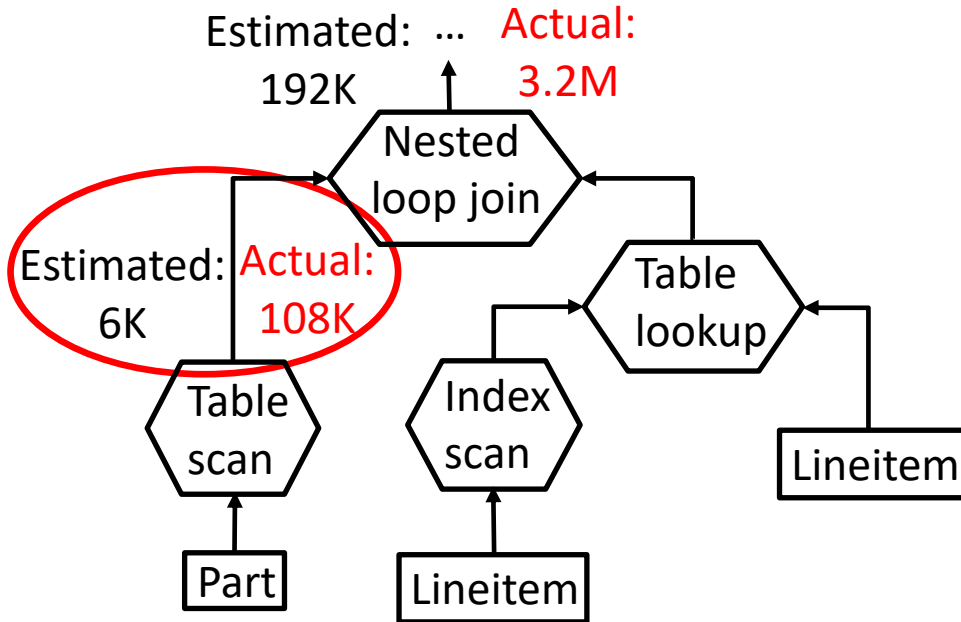 Estimated: ... Actual:
192K 3.2M
Nested
loop join
Estimated: Actual:
6K 108K
Table
lookup
Table
scan
Index
scan
Lineitem
Part
Lineitem